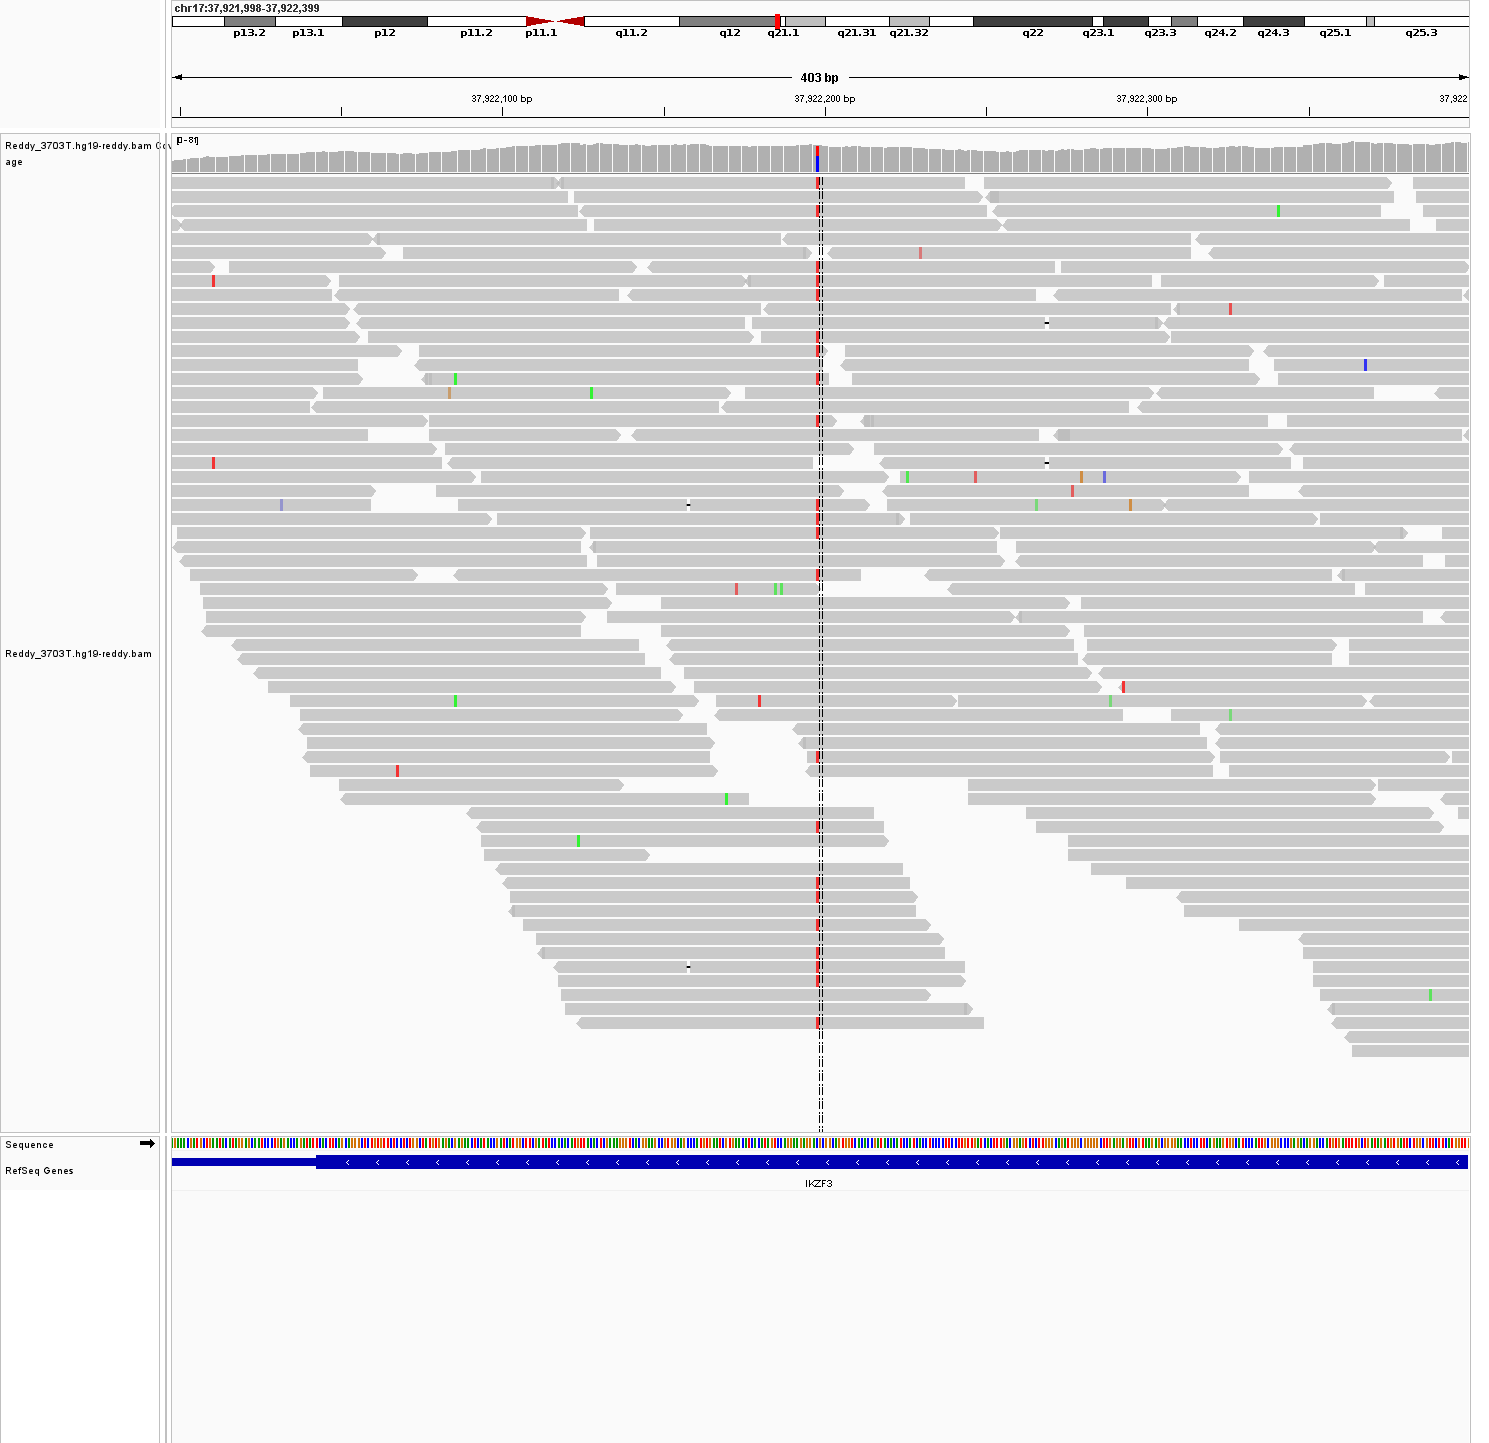 chr17:37,921,998-37,922,399
p13.2 p13.1 p12 p11.2 p11.1 q11.2 q12 q21.1 q21.31 q21.32 q22 q23.1 q23.3 q24.2 q24.3 q25.1 q25.3
403 bp
37,922,100 bp 37,922,200 bp 37,922,300 bp 37,922
Reddy_3703T.hg19-reddy.bam Cov
age
[0-81]
Reddy_3703T.hg19-reddy.bam
Sequence
RefSeq Genes
IKZF3